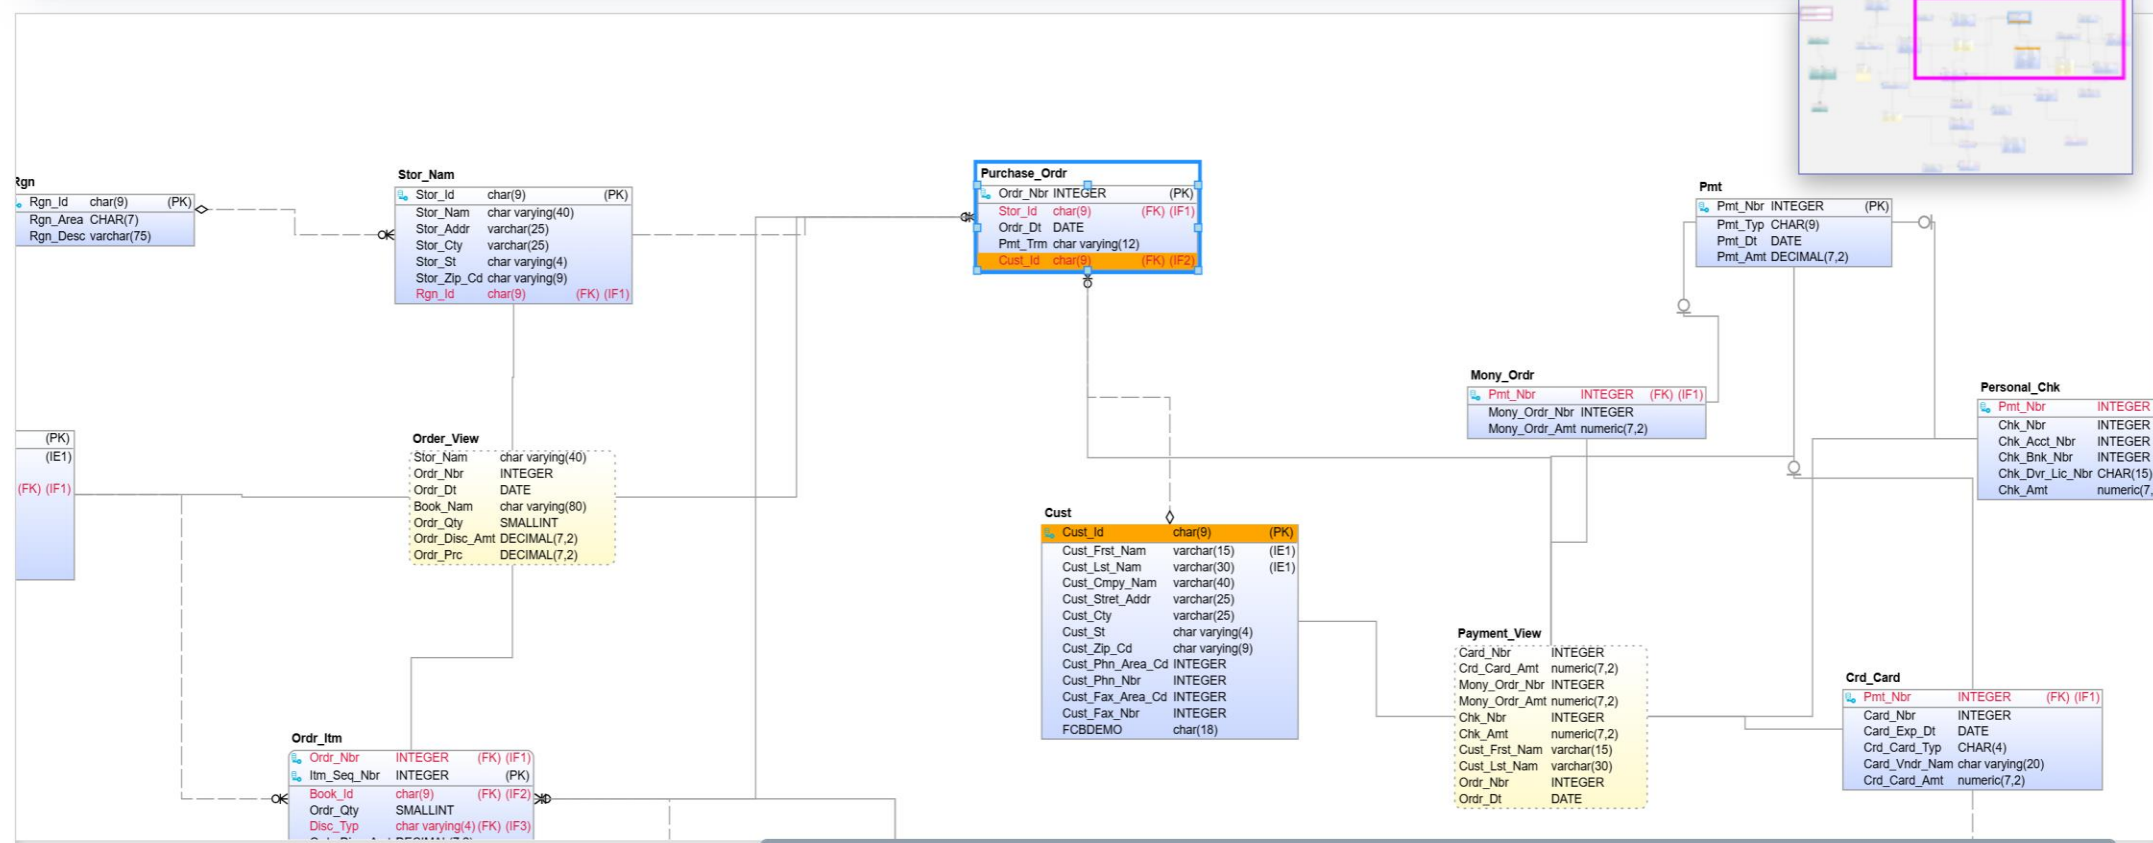 Rgn
Rgn_Id char(9) (PK)
Rgn_Area CHAR(7)
Rgn_Desc varchar(75)
Stor_Nam
Stor_Id char(9) (PK)
Stor_Nam char varying(40)
Stor_Addr varchar(25)
Stor_Cty varchar(25)
Stor_St char varying(4)
Stor_Zip_Cd char varying(9)
Rgn_Id char(9) (FK) (IF1)
Purchase_Ordr
Ordr_Nbr INTEGER (PK)
Stor_Id char(9) (FK) (IF1)
Ordr_Dt DATE
Pmt_Trm char varying(12)
Cust_Id char(9) (FK) (IF2)
Pmt
Pmt_Nbr INTEGER (PK)
Pmt_Typ CHAR(9)
Pmt_Dt DATE
Pmt_Amt DECIMAL(7,2)
Mony_Ordr
Pmt_Nbr INTEGER (FK) (IF1)
Mony_Ordr_Nbr INTEGER
Mony_Ordr_Amt numeric(7,2)
Personal_Chk
Pmt_Nbr INTEGER
Chk_Nbr INTEGER
Chk_Acct_Nbr INTEGER
Chk_Bnk_Nbr INTEGER
Chk_Dvr_Lic_Nbr CHAR(15)
Chk_Amt numeric(7,
(PK)
(IE1)
(FK) (IF1)
Order_View
Stor_Nam char varying(40)
Ordr_Nbr INTEGER
Ordr_Dt DATE
Book_Nam char varying(80)
Ordr_Qty SMALLINT
Ordr_Disc_Amt DECIMAL(7,2)
Ordr_Prc DECIMAL(7,2)
Cust
Cust_Id char(9) (PK)
Cust_Frst_Nam varchar(15) (IE1)
Cust_Lst_Nam varchar(30) (IE1)
Cust_Cmpy_Nam varchar(40)
Cust_Stret_Addr varchar(25)
Cust_Cty varchar(25)
Cust_St char varying(4)
Cust_Zip_Cd char varying(9)
Cust_Phn_Area_Cd INTEGER
Cust_Phn_Nbr INTEGER
Cust_Fax_Area_Cd INTEGER
Cust_Fax_Nbr INTEGER
FCBDEMO char(18)
Payment_View
Card_Nbr INTEGER
Crd_Card_Amt numeric(7,2)
Mony_Ordr_Nbr INTEGER
Mony_Ordr_Amt numeric(7,2)
Chk_Nbr INTEGER
Chk_Amt numeric(7,2)
Cust_Frst_Nam varchar(15)
Cust_Lst_Nam varchar(30)
Ordr_Nbr INTEGER
Ordr_Dt DATE
Crd_Card
Pmt_Nbr INTEGER (FK) (IF1)
Card_Nbr INTEGER
Card_Exp_Dt DATE
Crd_Card_Typ CHAR(4)
Card_Vndr_Nam char varying(20)
Crd_Card_Amt numeric(7,2)
Ordr_Itm
Ordr_Nbr INTEGER (FK) (IF1)
Itm_Seq_Nbr INTEGER (PK)
Book_Id char(9) (FK) (IF2)
Ordr_Qty SMALLINT
Disc_Typ char varying(4) (FK) (IF3)